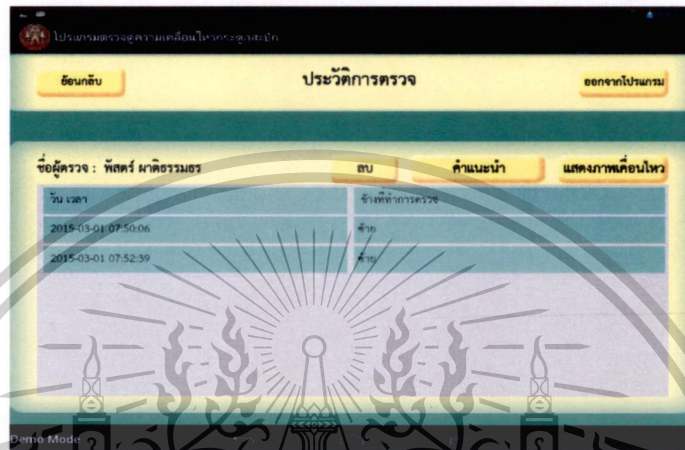 โปรแกรมตรวจดูความเคลื่อนไหวกระดูกสะบัก
ย้อนกลับ ประวัติการตรวจ ออกจากโปรแกรม
ชื่อผู้ตรวจ : พัสตร์ ผาติธรรมธร ลบ คำแนะนำ แสดงภาพเคลื่อนไหว
วัน เวลา ข้างที่ทำการตรวจ
2015-03-01 07:50:06 ซ้าย
2015-03-01 07:52:39 ซ้าย
Demo Mode